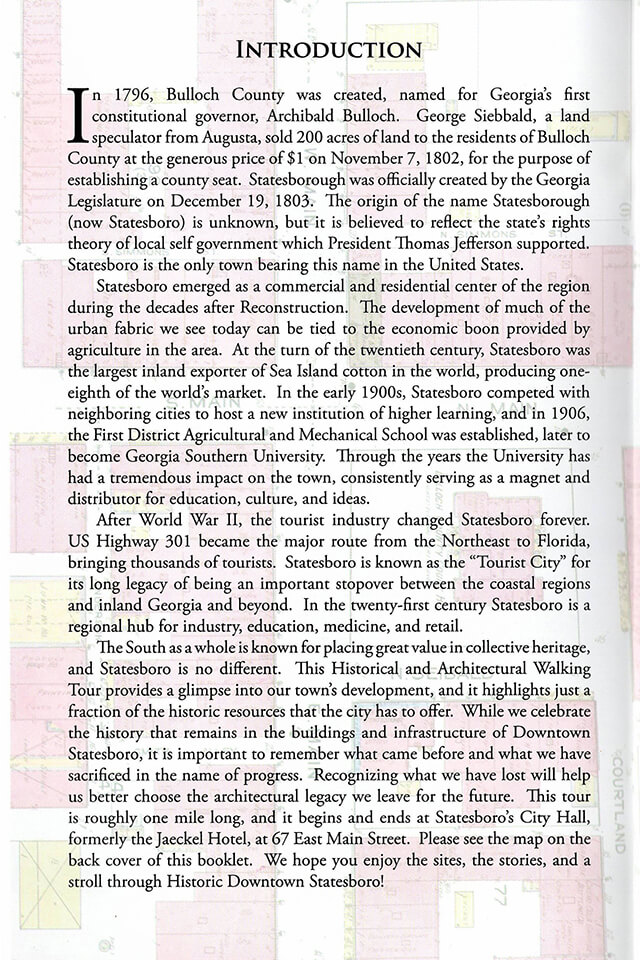 Introduction
In 1796, Bulloch County was created, named for Georgia's first
constitutional governor, Archibald Bulloch. George Siebbald, a land
speculator from Augusta, sold 200 acres of land to the residents of Bulloch
County at the generous price of $1 on November 7, 1802, for the purpose of
establishing a county seat. Statesborough was officially created by the Georgia
Legislature on December 19, 1803. The origin of the name Statesborough
(now Statesboro) is unknown, but it is believed to reflect the state's rights
theory of local self government which President Thomas Jefferson supported.
Statesboro is the only town bearing this name in the United States.
Statesboro emerged as a commercial and residential center of the region
during the decades after Reconstruction. The development of much of the
urban fabric we see today can be tied to the economic boon provided by
agriculture in the area. At the turn of the twentieth century, Statesboro was
the largest inland exporter of Sea Island cotton in the world, producing one-
eighth of the world's market. In the early 1900s, Statesboro competed with
neighboring cities to host a new institution of higher learning, and in 1906,
the First District Agricultural and Mechanical School was established, later to
become Georgia Southern University. Through the years the University has
had a tremendous impact on the town, consistently serving as a magnet and
distributor for education, culture, and ideas.
After World War II, the tourist industry changed Statesboro forever.
US Highway 301 became the major route from the Northeast to Florida,
bringing thousands of tourists. Statesboro is known as the "Tourist City" for
its long legacy of being an important stopover between the coastal regions
and inland Georgia and beyond. In the twenty-first century Statesboro is a
regional hub for industry, education, medicine, and retail.
The South as a whole is known for placing great value in collective heritage,
and Statesboro is no different. This Historical and Architectural Walking
Tour provides a glimpse into our town's development, and it highlights just a
fraction of the historic resources that the city has to offer. While we celebrate
the history that remains in the buildings and infrastructure of Downtown
Statesboro, it is important to remember what came before and what we have
sacrificed in the name of progress. Recognizing what we have lost will help
us better choose the architectural legacy we leave for the future. This tour
is roughly one mile long, and it begins and ends at Statesboro's City Hall,
formerly the Jaeckel Hotel, at 67 East Main Street. Please see the map on the
back cover of this booklet. We hope you enjoy the sites, the stories, and a
stroll through Historic Downtown Statesboro!
N. SIMMONS ST.
SIMMONS
S. MAIN
N. MAIN
N. SEIBALD
E. MAIN
COURTLAND
77